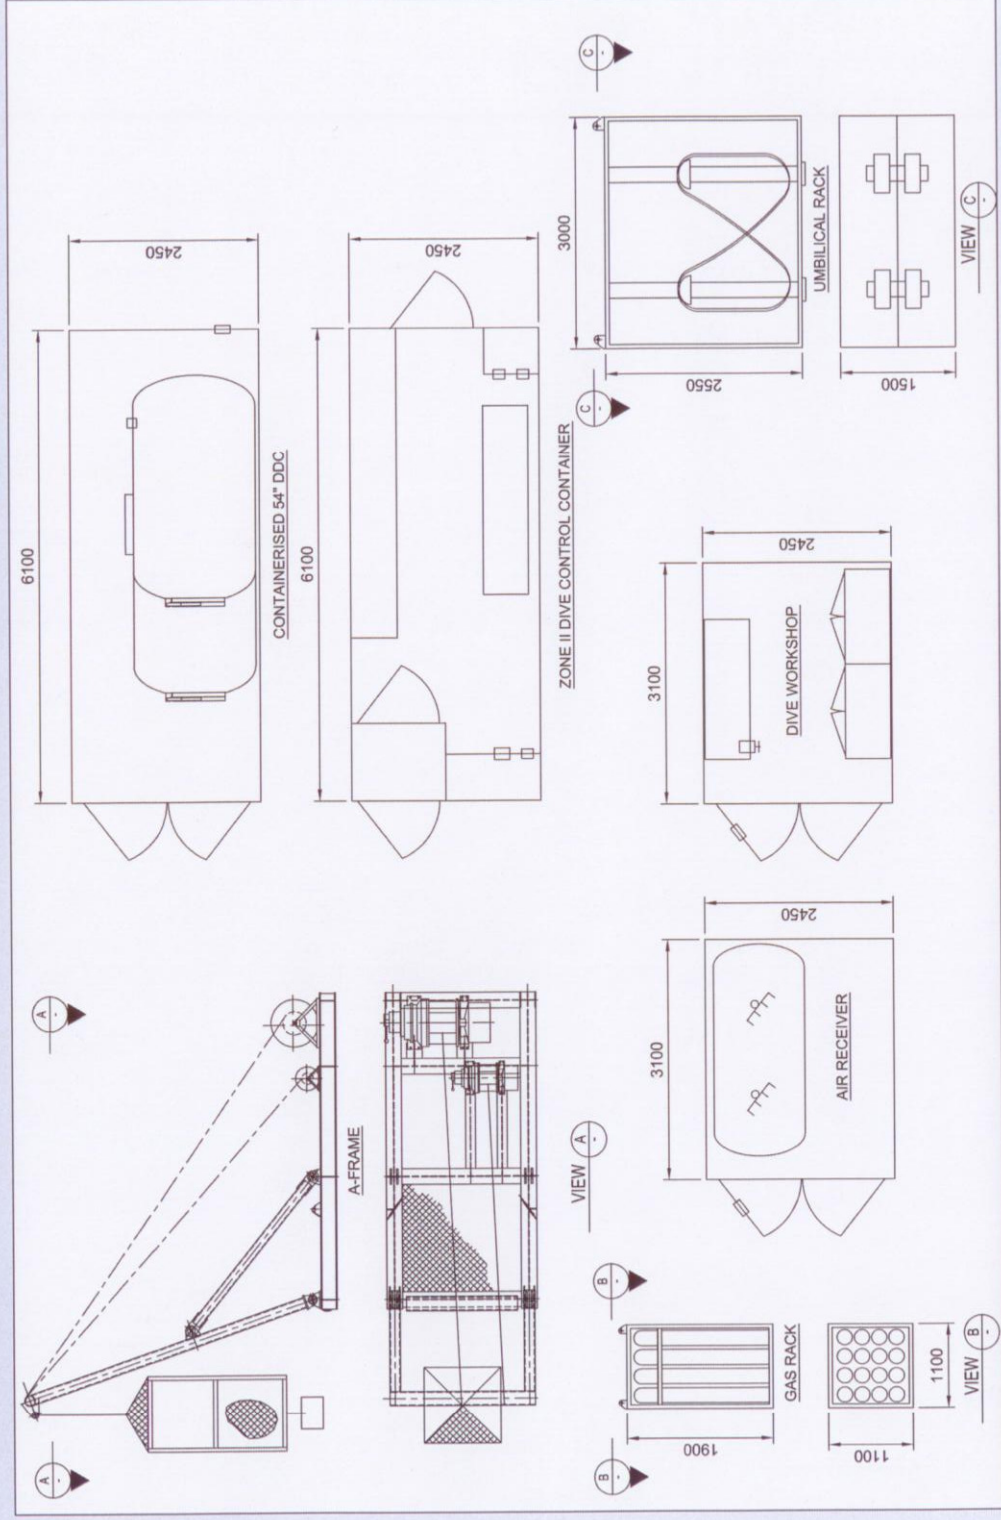 A
-
A
-
A-FRAME
VIEW A
-
6100
2450
CONTAINERISED 54" DDC
6100
2450
ZONE II DIVE CONTROL CONTAINER
B
-
B
-
1900
GAS RACK
1100
1100
VIEW B
-
3100
2450
AIR RECEIVER
3100
2450
DIVE WORKSHOP
C
-
C
-
3000
2550
UMBILICAL RACK
1500
VIEW C
-